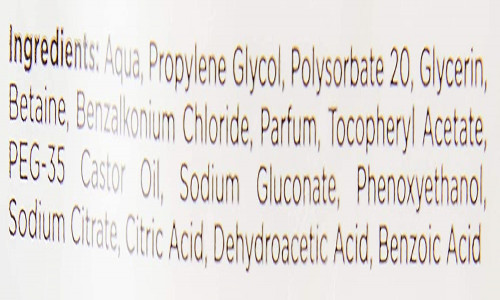 Ingredients: Aqua, Propylene Glycol, Polysorbate 20, Glycerin,
Betaine, Benzalkonium Chloride, Parfum, Tocopheryl Acetate,
PEG-35 Castor Oil, Sodium Gluconate, Phenoxyethanol,
Sodium Citrate, Citric Acid, Dehydroacetic Acid, Benzoic Acid